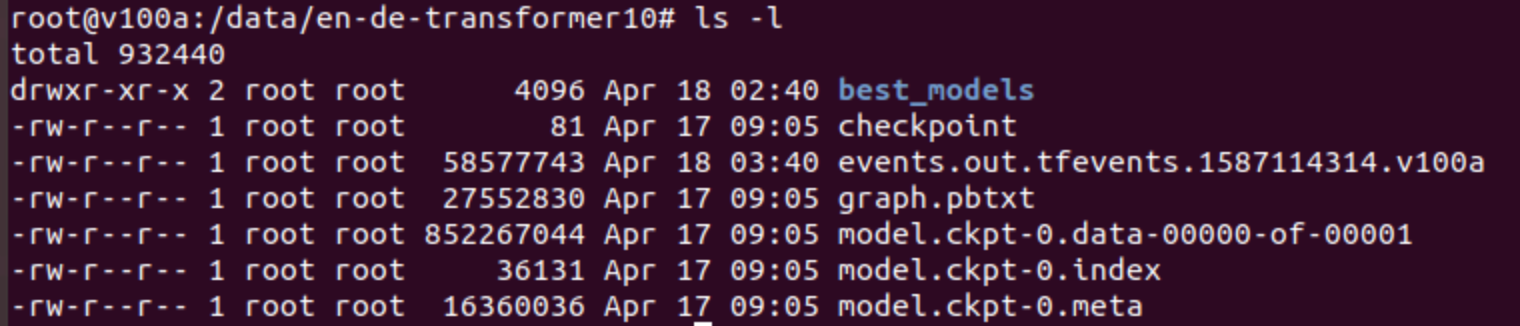 root@v100a:/data/en-de-transformer10# ls -l
total 932440
drwxr-xr-x 2 root root      4096 Apr 18 02:40 best_models
-rw-r--r-- 1 root root        81 Apr 17 09:05 checkpoint
-rw-r--r-- 1 root root  58577743 Apr 18 03:40 events.out.tfevents.1587114314.v100a
-rw-r--r-- 1 root root  27552830 Apr 17 09:05 graph.pbtxt
-rw-r--r-- 1 root root 852267044 Apr 17 09:05 model.ckpt-0.data-00000-of-00001
-rw-r--r-- 1 root root     36131 Apr 17 09:05 model.ckpt-0.index
-rw-r--r-- 1 root root  16360036 Apr 17 09:05 model.ckpt-0.meta